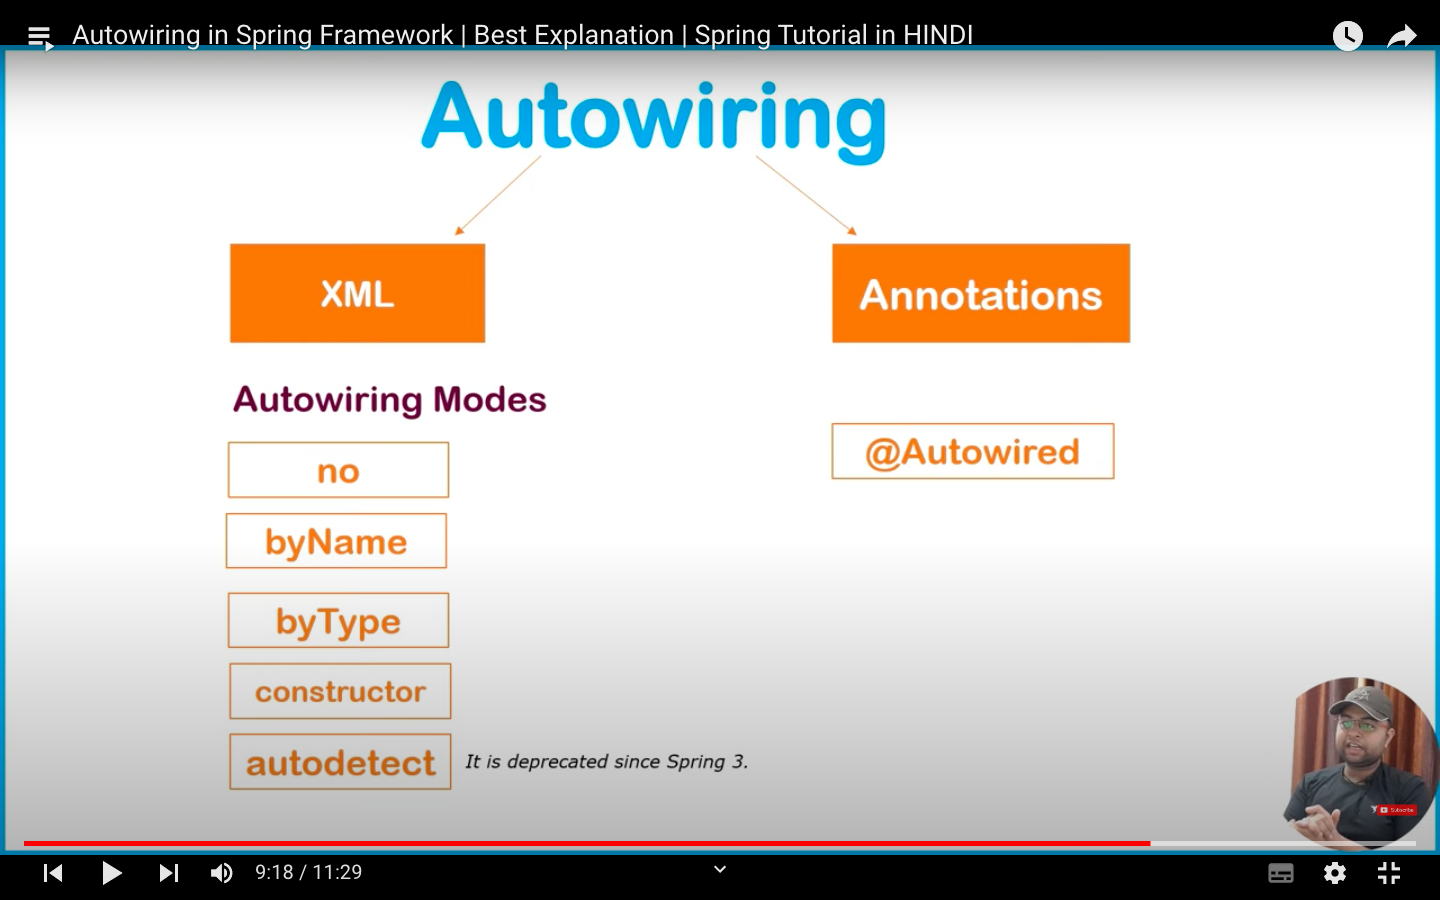 Autowiring in Spring Framework | Best Explanation | Spring Tutorial in HINDI
Autowiring
XML
Annotations
Autowiring Modes
@Autowired
no
byName
byType
constructor
autodetect It is deprecated since Spring 3.
Subscribe
9:18 / 11:29